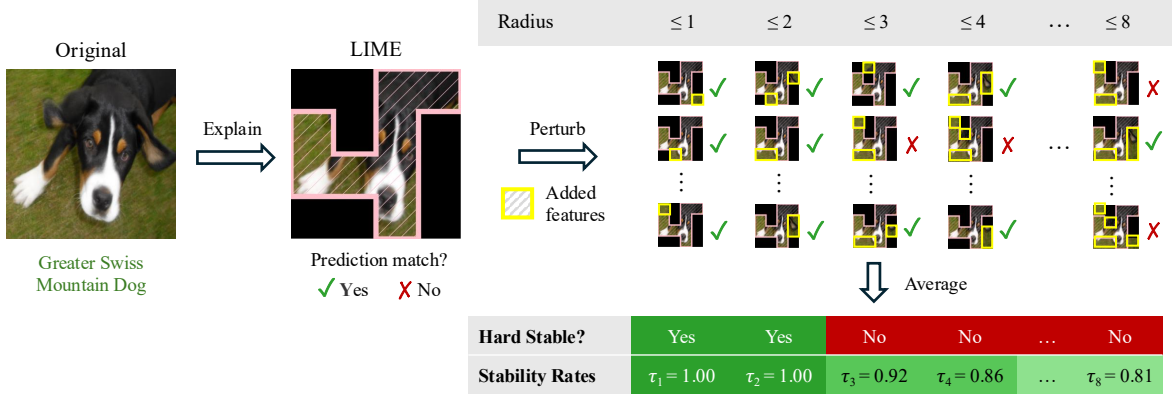 Radius ≤ 1 ≤ 2 ≤ 3 ≤ 4 … ≤ 8
Original
LIME
Explain
Perturb
Added
features
Greater Swiss
Mountain Dog
Prediction match?
✓ Yes ✗ No
Average
Hard Stable? Yes Yes No No … No
Stability Rates τ₁ = 1.00 τ₂ = 1.00 τ₃ = 0.92 τ₄ = 0.86 … τ₈ = 0.81